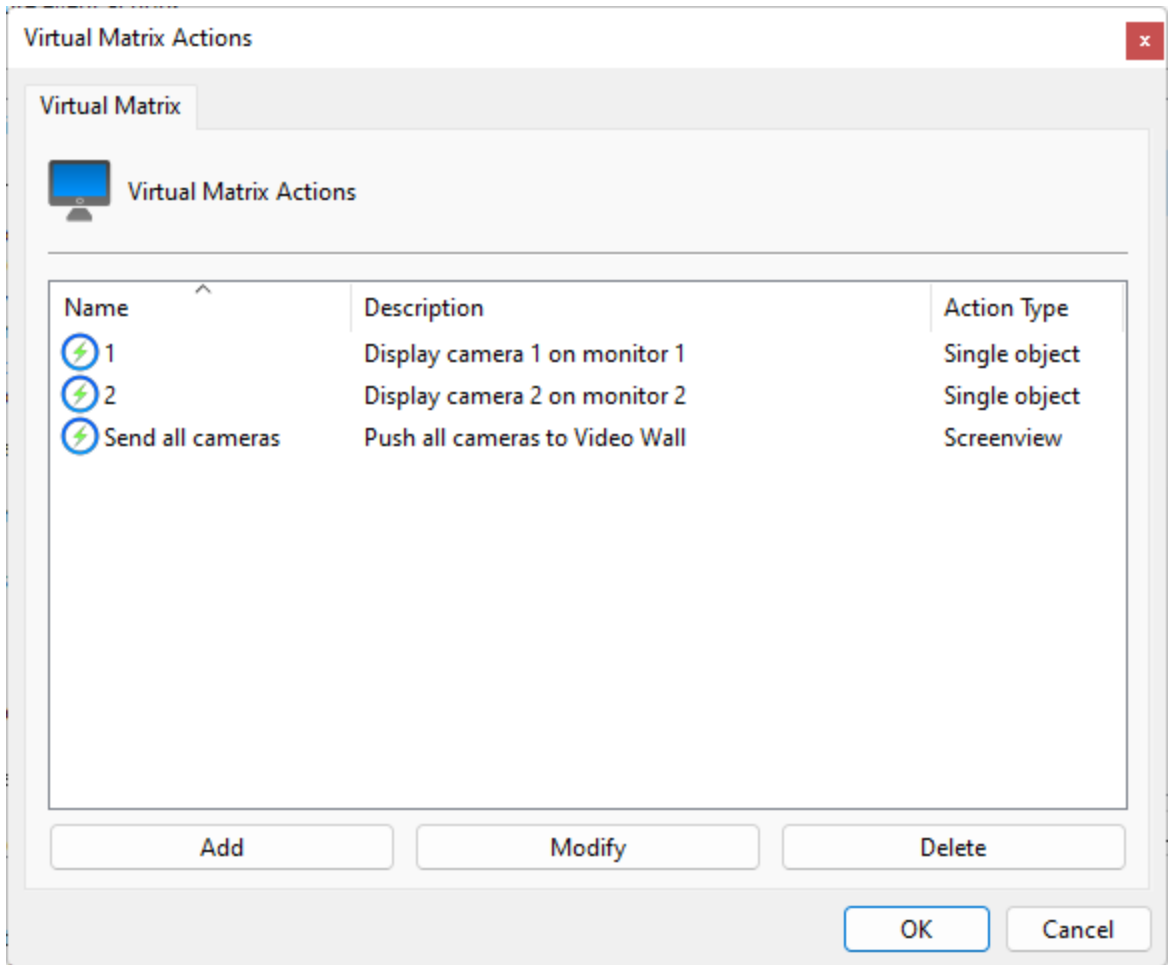 Virtual Matrix Actions
x
Virtual Matrix
Virtual Matrix Actions
Name Description Action Type
1 Display camera 1 on monitor 1 Single object
2 Display camera 2 on monitor 2 Single object
Send all cameras Push all cameras to Video Wall Screenview
Add Modify Delete
OK Cancel